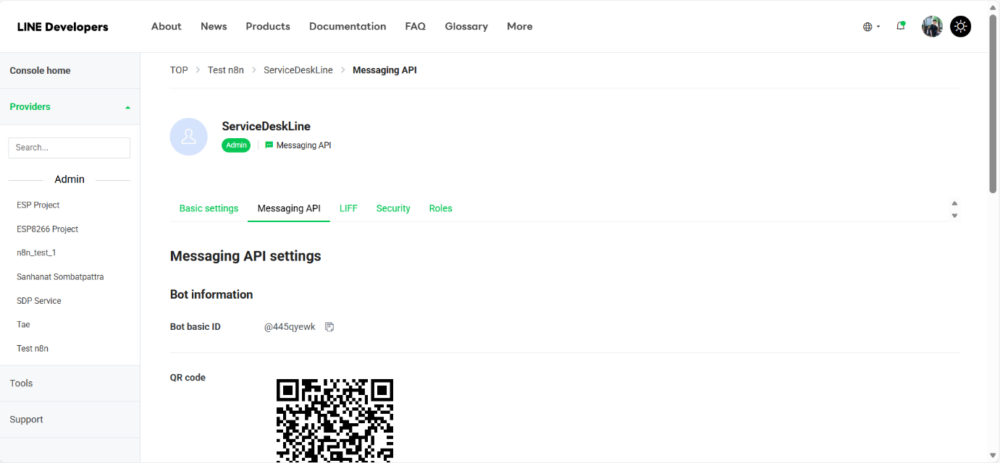 LINE Developers About News Products Documentation FAQ Glossary More
Console home
Providers
Search...
Admin
ESP Project
ESP8266 Project
n8n_test_1
Sanhanat Sombatpattra
SDP Service
Tae
Test n8n
Tools
Support
TOP > Test n8n > ServiceDeskLine > Messaging API
ServiceDeskLine
Admin Messaging API
Basic settings Messaging API LIFF Security Roles
Messaging API settings
Bot information
Bot basic ID @445qyewk
QR code